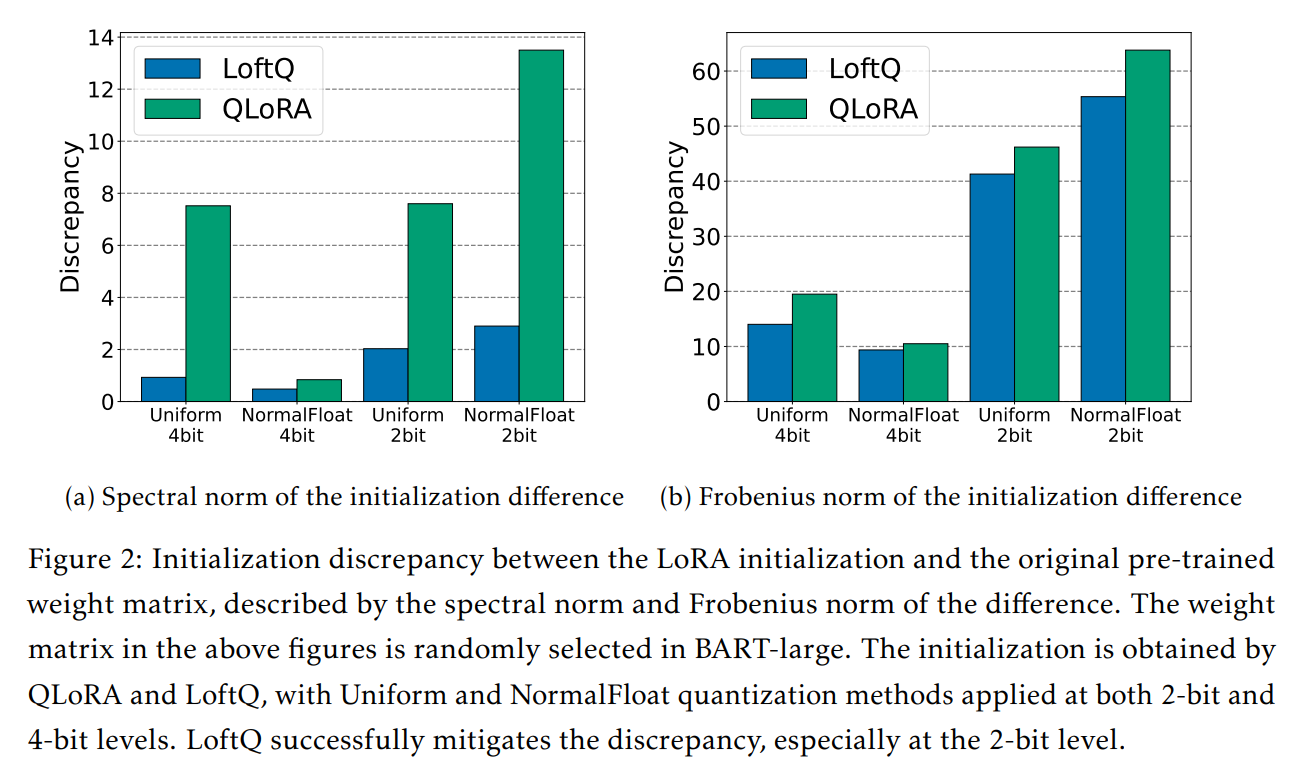 14
12
10
8
6
4
2
0
Discrepancy
LoftQ
QLoRA
Uniform
4bit
NormalFloat
4bit
Uniform
2bit
NormalFloat
2bit
(a) Spectral norm of the initialization difference
60
50
40
30
20
10
0
Discrepancy
LoftQ
QLoRA
Uniform
4bit
NormalFloat
4bit
Uniform
2bit
NormalFloat
2bit
(b) Frobenius norm of the initialization difference
Figure 2: Initialization discrepancy between the LoRA initialization and the original pre-trained
weight matrix, described by the spectral norm and Frobenius norm of the difference. The weight
matrix in the above figures is randomly selected in BART-large. The initialization is obtained by
QLoRA and LoftQ, with Uniform and NormalFloat quantization methods applied at both 2-bit and
4-bit levels. LoftQ successfully mitigates the discrepancy, especially at the 2-bit level.